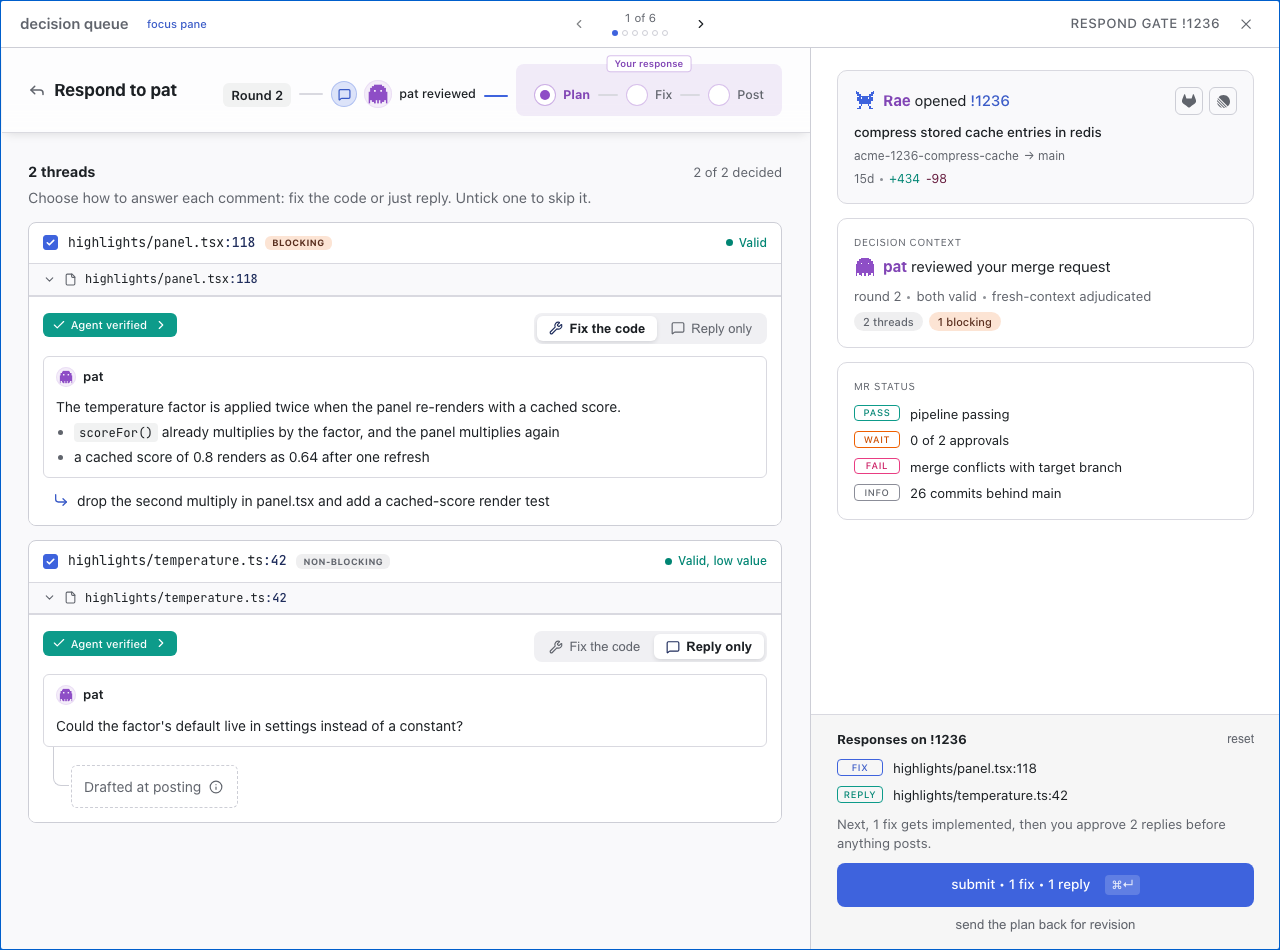 decision queue
focus pane
1 of 6
RESPOND GATE !1236
Respond to pat
Round 2
pat reviewed
Your response
Plan
Fix
Post
2 threads
2 of 2 decided
Choose how to answer each comment: fix the code or just reply. Untick one to skip it.
highlights/panel.tsx:118
BLOCKING
Valid
highlights/panel.tsx:118
Agent verified
Fix the code
Reply only
pat
The temperature factor is applied twice when the panel re-renders with a cached score.
• scoreFor() already multiplies by the factor, and the panel multiplies again
• a cached score of 0.8 renders as 0.64 after one refresh
drop the second multiply in panel.tsx and add a cached-score render test
highlights/temperature.ts:42
NON-BLOCKING
Valid, low value
highlights/temperature.ts:42
Agent verified
Fix the code
Reply only
pat
Could the factor's default live in settings instead of a constant?
Drafted at posting
Rae opened !1236
compress stored cache entries in redis
acme-1236-compress-cache → main
15d • +434 -98
DECISION CONTEXT
pat reviewed your merge request
round 2 • both valid • fresh-context adjudicated
2 threads
1 blocking
MR STATUS
PASS pipeline passing
WAIT 0 of 2 approvals
FAIL merge conflicts with target branch
INFO 26 commits behind main
Responses on !1236
reset
FIX highlights/panel.tsx:118
REPLY highlights/temperature.ts:42
Next, 1 fix gets implemented, then you approve 2 replies before
anything posts.
submit • 1 fix • 1 reply ⌘↵
send the plan back for revision